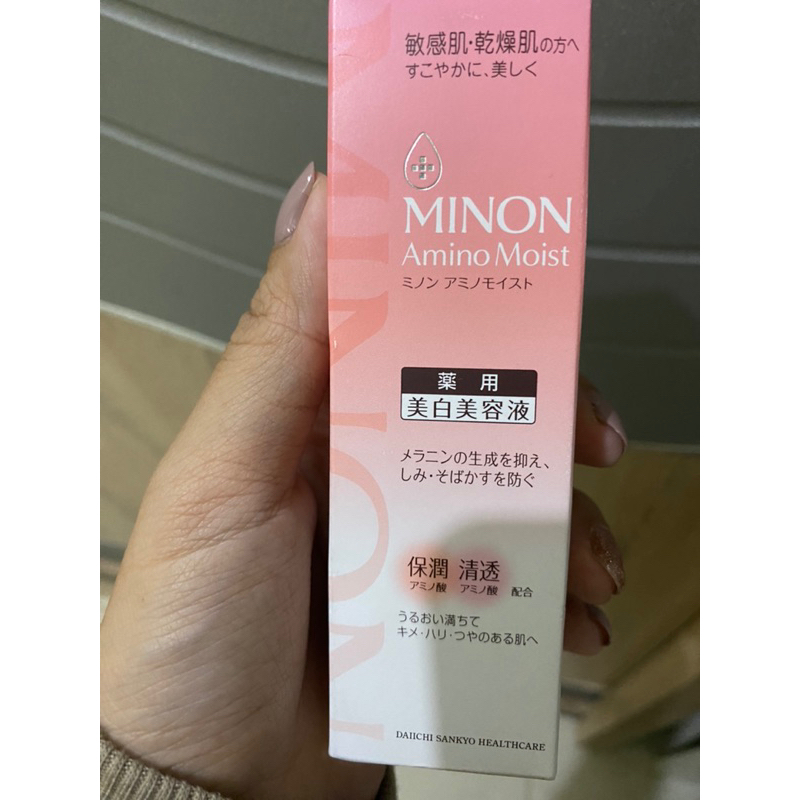 敏感肌・乾燥肌の方へ
すこやかに、美しく
MINON
Amino Moist
ミノン アミノモイスト
薬 用
美白美容液
メラニンの生成を抑え、
しみ・そばかすを防ぐ
保潤 清透
アミノ酸 アミノ酸 配合
うるおい満ちて
キメ・ハリ・つやのある肌へ
DAIICHI SANKYO HEALTHCARE
MINON